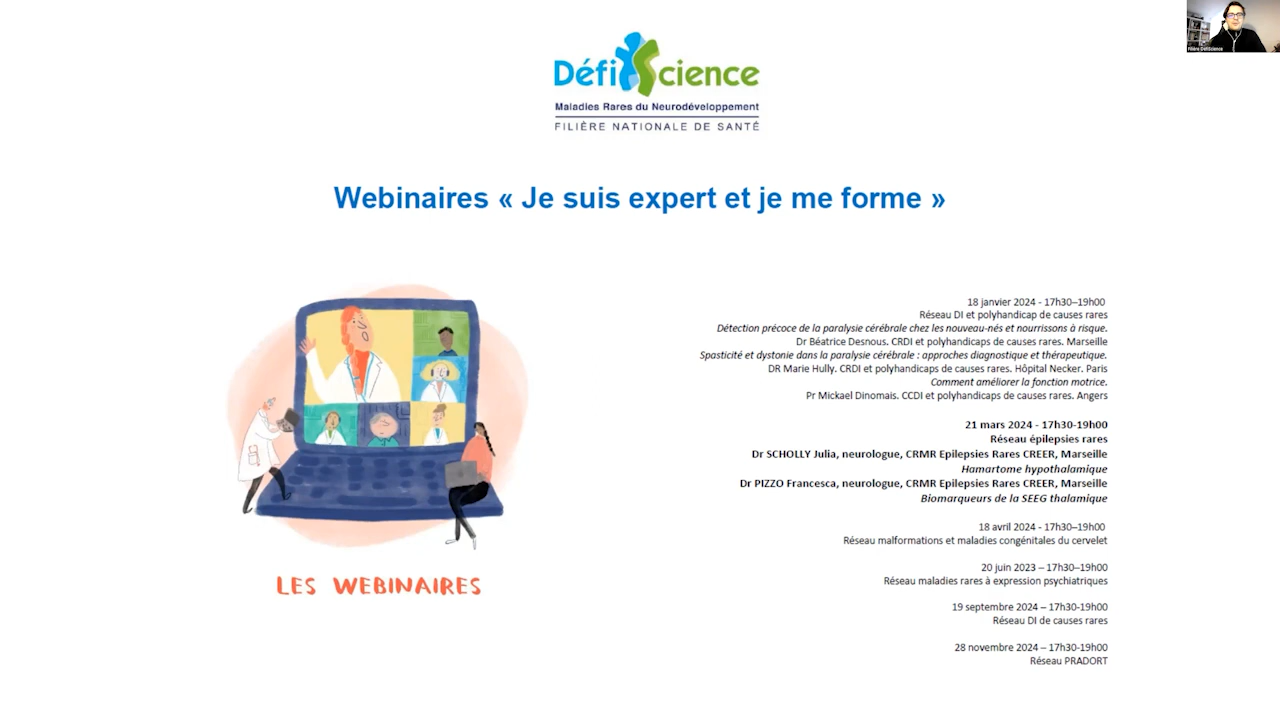 DéfiScience
Maladies Rares du Neurodéveloppement
FILIÈRE NATIONALE DE SANTÉ
Filière DéfiScience
Webinaires « Je suis expert et je me forme »
18 janvier 2024 - 17h30–19h00
Réseau DI et polyhandicap de causes rares
Détection précoce de la paralysie cérébrale chez les nouveau-nés et nourrissons à risque.
Dr Béatrice Desnous. CRDI et polyhandicaps de causes rares. Marseille
Spasticité et dystonie dans la paralysie cérébrale : approches diagnostique et thérapeutique.
DR Marie Hully. CRDI et polyhandicaps de causes rares. Hôpital Necker. Paris
Comment améliorer la fonction motrice.
Pr Mickael Dinomais. CCDI et polyhandicaps de causes rares. Angers
21 mars 2024 - 17h30-19h00
Réseau épilepsies rares
Dr SCHOLLY Julia, neurologue, CRMR Epilepsies Rares CREER, Marseille
Hamartome hypothalamique
Dr PIZZO Francesca, neurologue, CRMR Epilepsies Rares CREER, Marseille
Biomarqueurs de la SEEG thalamique
18 avril 2024 - 17h30–19h00
Réseau malformations et maladies congénitales du cervelet
20 juin 2023 – 17h30–19h00
Réseau maladies rares à expression psychiatriques
19 septembre 2024 – 17h30-19h00
Réseau DI de causes rares
28 novembre 2024 – 17h30-19h00
Réseau PRADORT
LES WEBINAIRES